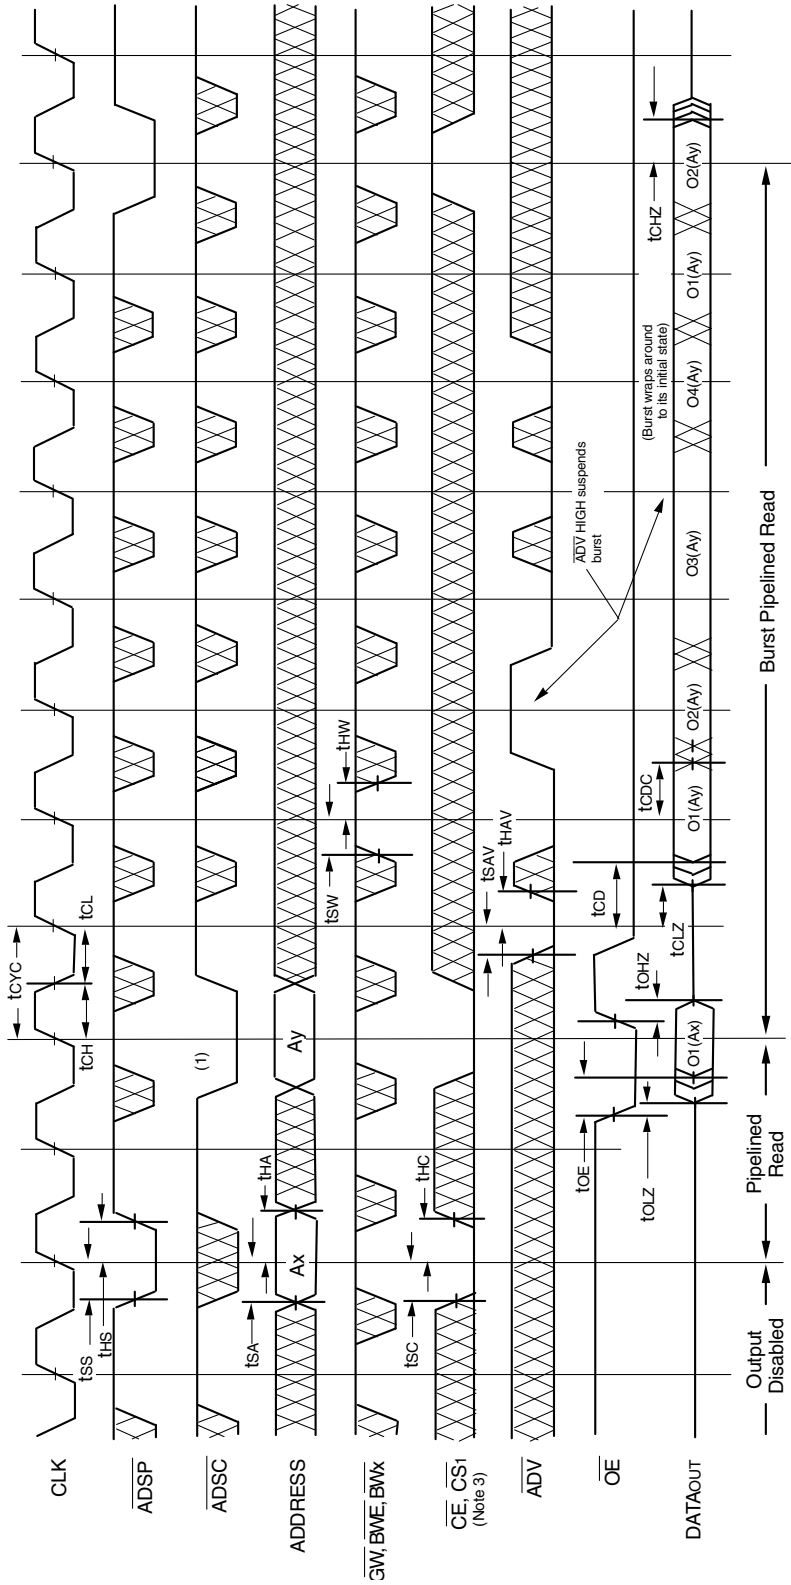 CLK
tCYC
tCH
tCL
ADSP
tSS
tHS
ADSC
(1)
ADDRESS
tSA
tHA
Ax
Ay
GW, BWE, BWx
tSW
tHW
CE, CS1
(Note 3)
tSC
tHC
ADV
tSAV
tHAV
ADV HIGH suspends
burst
OE
tOE
tOLZ
tOHZ
tCD
tCLZ
tCDC
tCHZ
(Burst wraps around
to its initial state)
DATAOUT
O1(Ax)
O1(Ay)
O2(Ay)
O3(Ay)
O4(Ay)
O1(Ay)
O2(Ay)
Output
Disabled
Pipelined
Read
Burst Pipelined Read